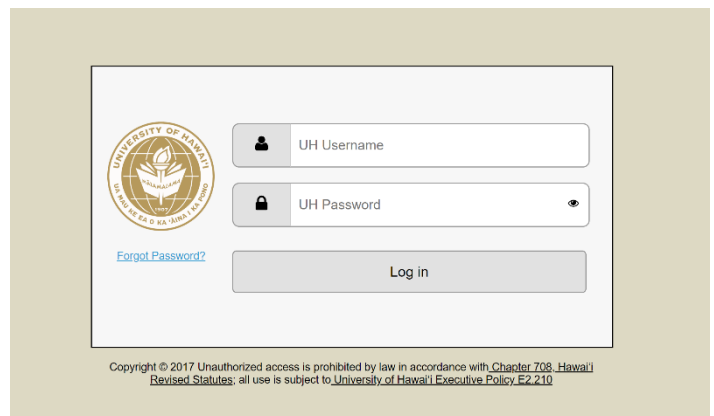 UNIVERSITY OF HAWAI'I
MĀLAMALAMA
1907
UA MAU KE EA O KA 'ĀINA I KA PONO
UH Username
UH Password
Forgot Password?
Log in
Copyright © 2017 Unauthorized access is prohibited by law in accordance with Chapter 708, Hawai'i
Revised Statutes; all use is subject to University of Hawai'i Executive Policy E2.210